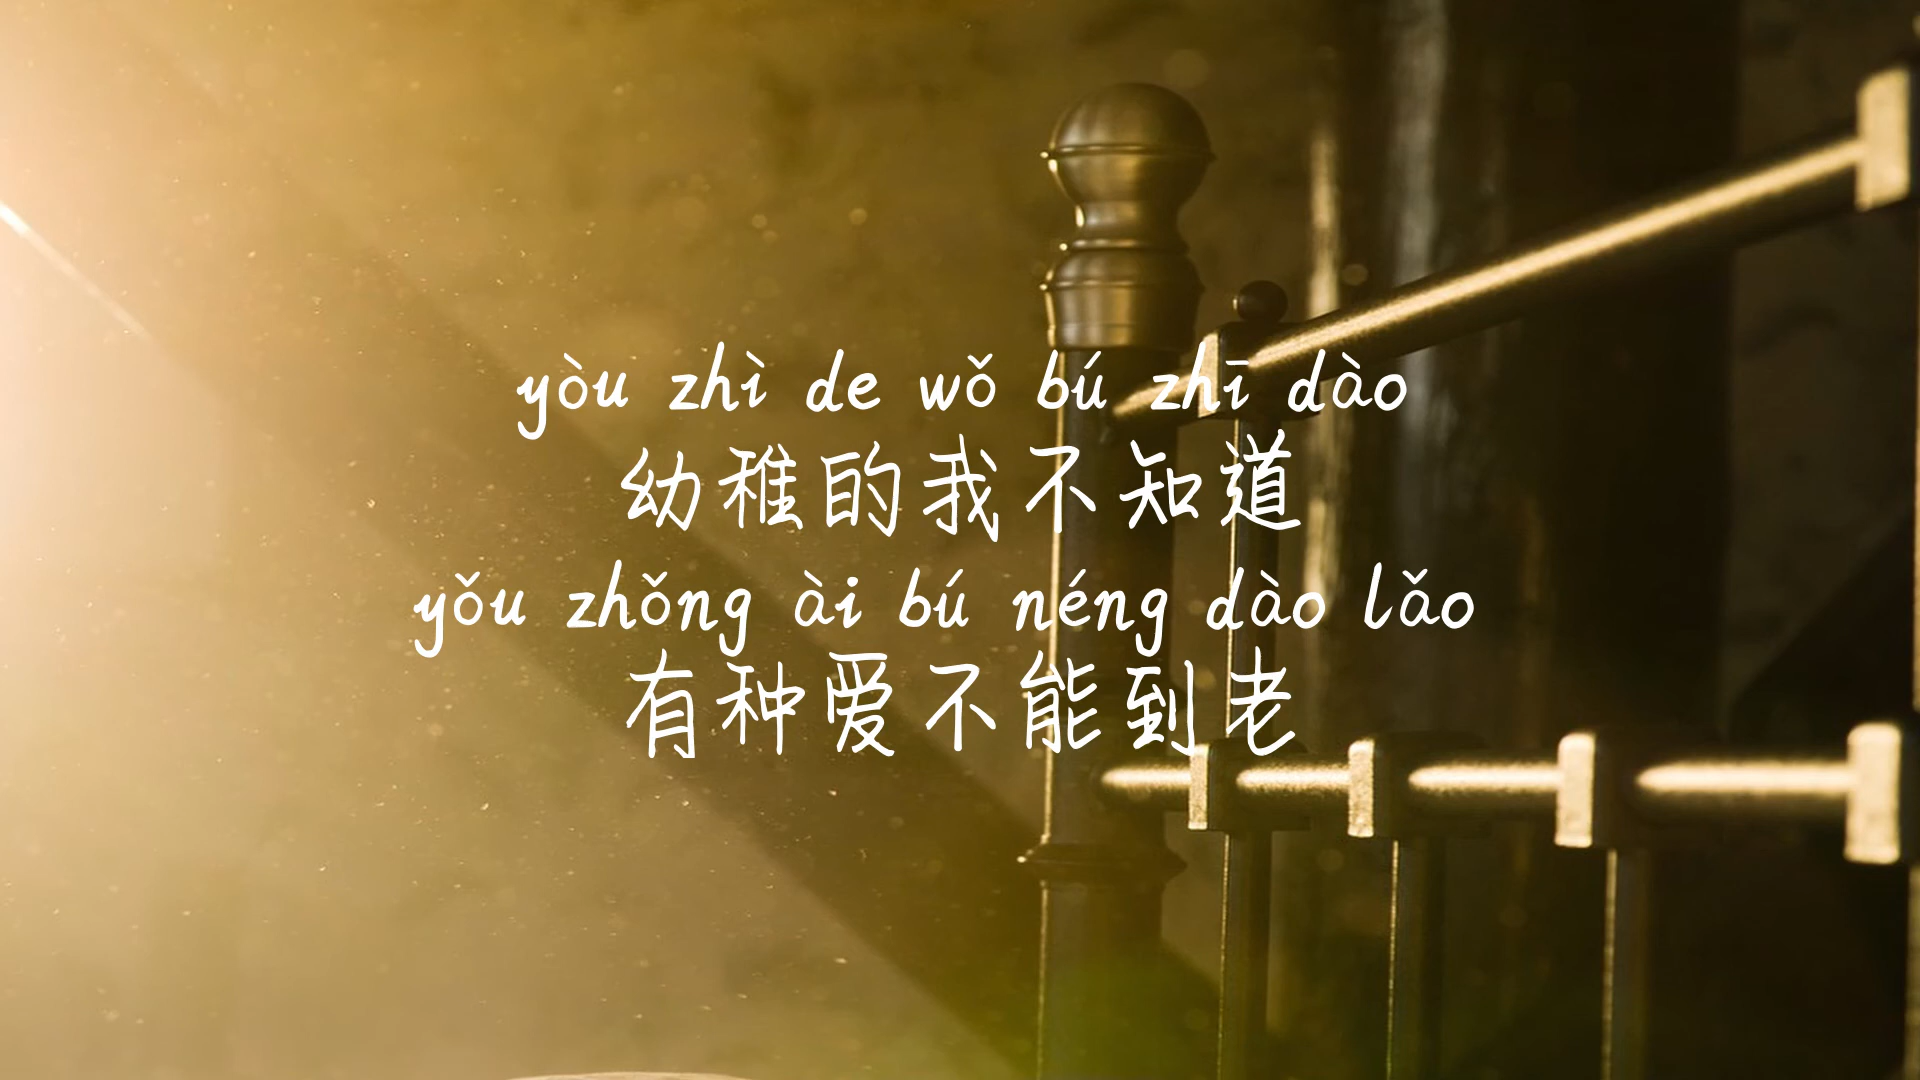 yòu zhì de wǒ bú zhī dào
幼稚的我不知道
yǒu zhǒng ài bú néng dào lǎo
有种爱不能到老